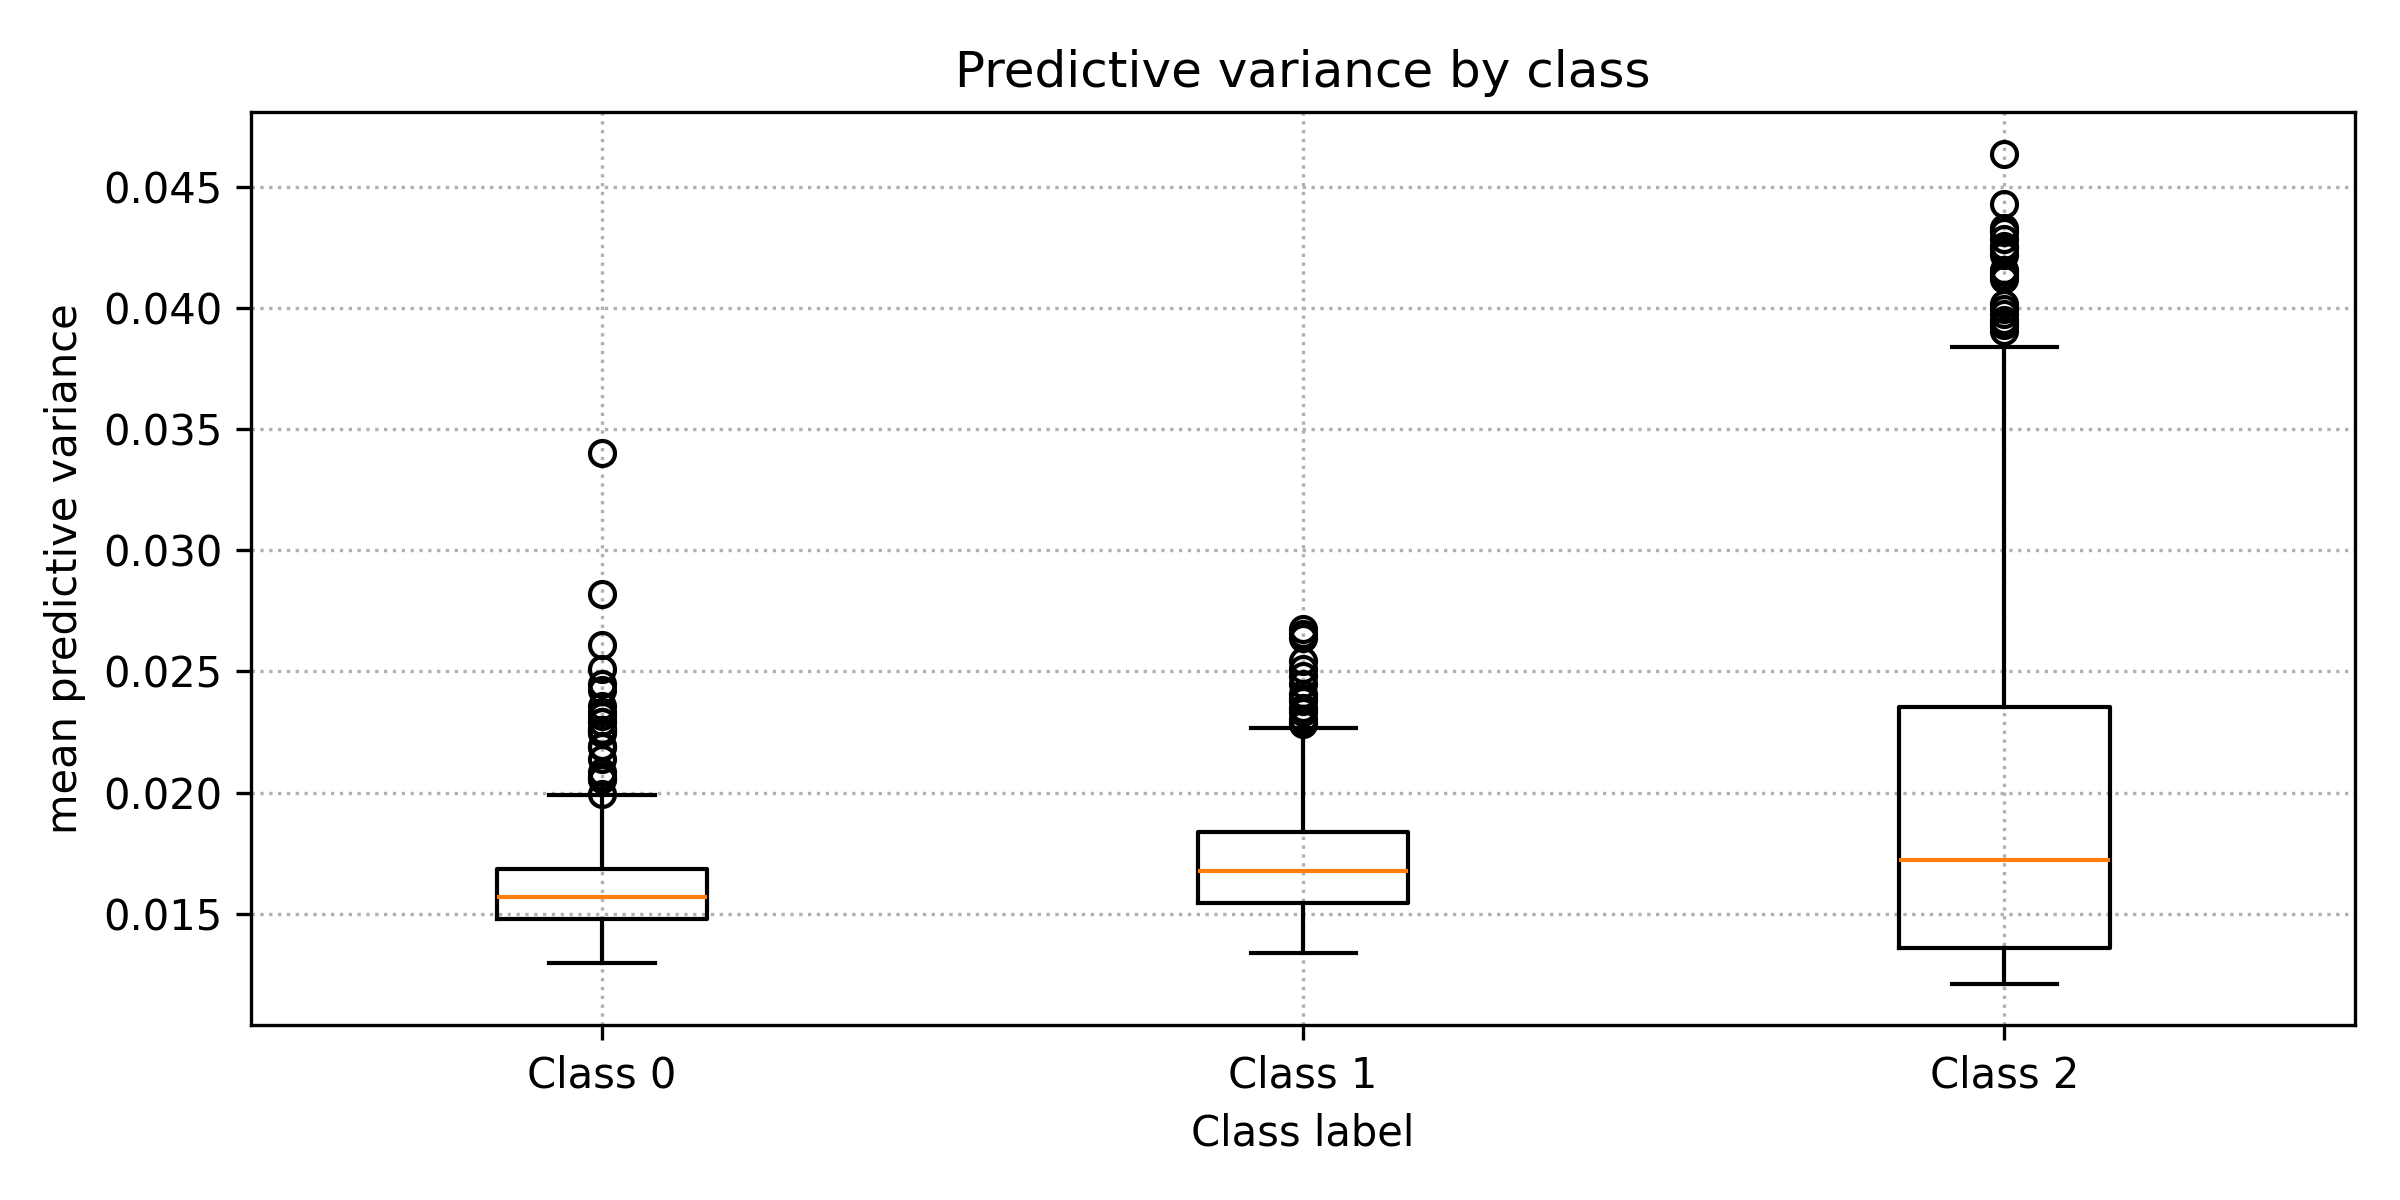 Predictive variance by class
mean predictive variance
0.045
0.040
0.035
0.030
0.025
0.020
0.015
Class 0
Class 1
Class 2
Class label